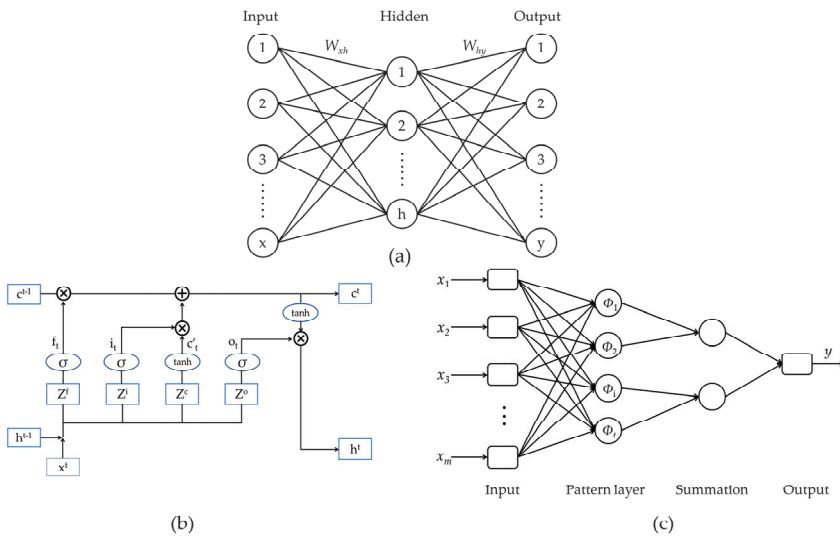 Input Hidden Output
W_xh W_hy
1 1 1
2 2 2
3 3
x h y
(a)
c^t-1 × + c^t
tanh
f_t i_t × c'_t o_t ×
σ σ tanh σ
Z^f Z^i Z^c Z^o
h^t-1 h^t
x^t
(b)
x_1 Φ_1
x_2 Φ_2 y
x_3 Φ_i
x_m
Input Pattern layer Summation Output
(c)